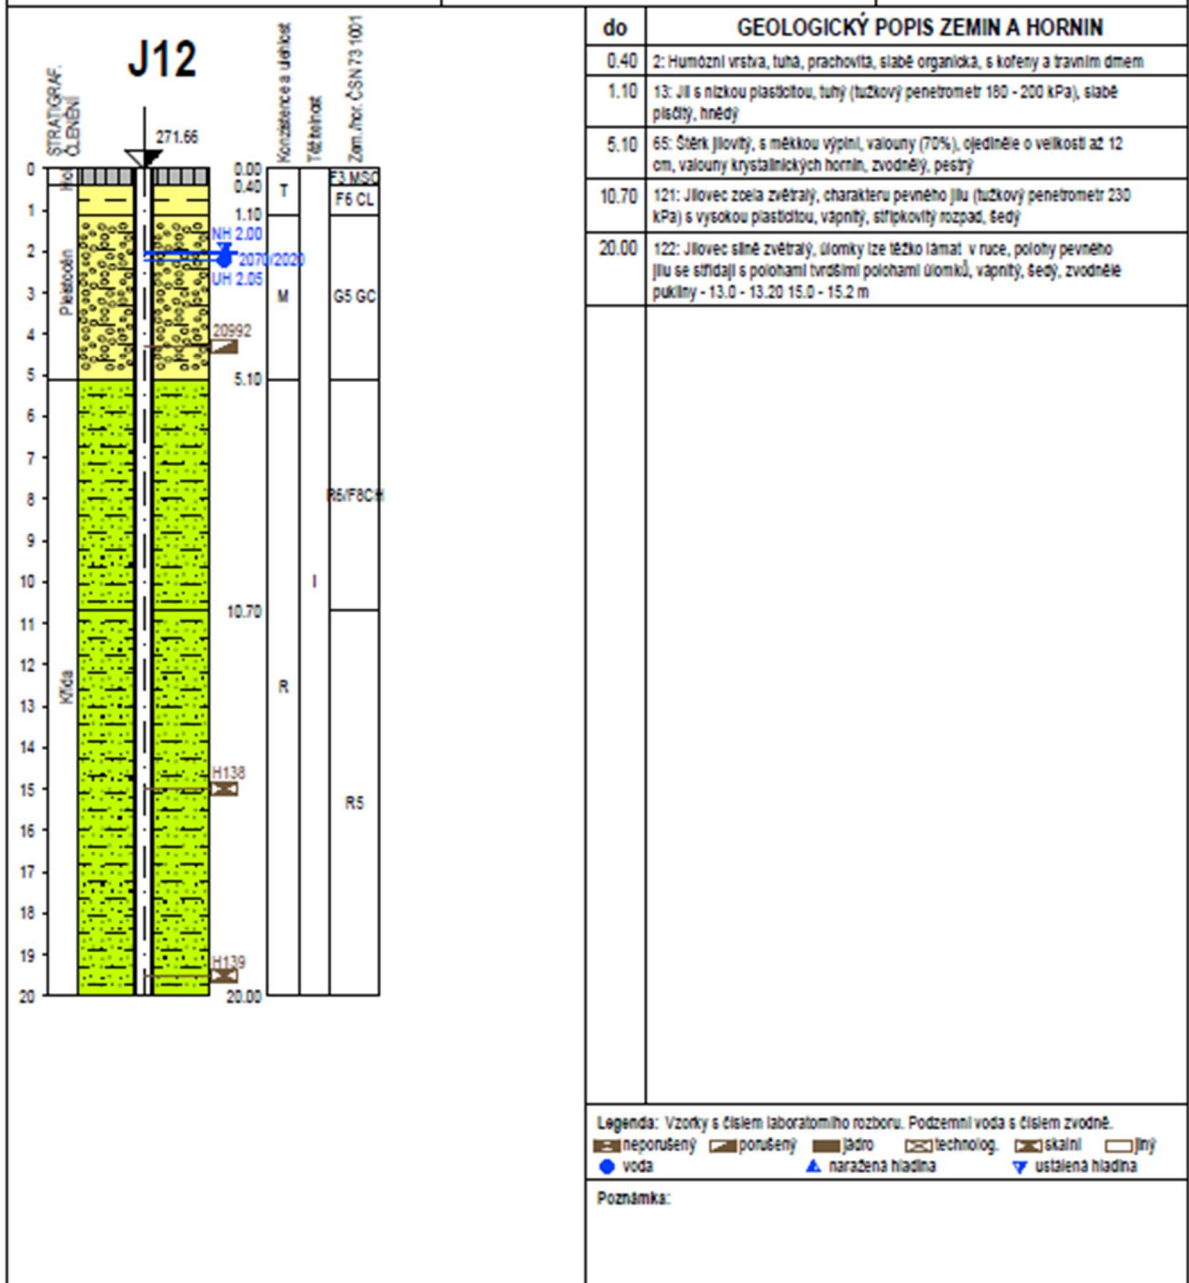 J12
271.66
STRATIGRAF.
ČLENĚNÍ
Konzistence a ulehlost
Těžitelnost
Zem./hor. ČSN 73 1001
0
1
2
3
4
5
6
7
8
9
10
11
12
13
14
15
16
17
18
19
20
Hol
Pleistocén
Křída
0.00
0.40
1.10
5.10
10.70
20.00
NH 2.00
2070/2020
UH 2.05
20992
H138
H139
T
M
R
I
F3 MSO
F6 CL
G5 GC
R6/F8CH
R5
do GEOLOGICKÝ POPIS ZEMIN A HORNIN
0.40 2: Humózní vrstva, tuhá, prachovitá, slabě organická, s kořeny a travním drnem
1.10 13: Jíl s nízkou plasticitou, tuhý (tužkový penetrometr 180 - 200 kPa), slabě
písčitý, hnědý
5.10 65: Štěrk jílovitý, s měkkou výplní, valouny (70%), ojediněle o velikosti až 12
cm, valouny krystalinických hornin, zvodnělý, pestrý
10.70 121: Jílovec zcela zvětralý, charakteru pevného jílu (tužkový penetrometr 230
kPa) s vysokou plasticitou, vápnitý, střípkovitý rozpad, šedý
20.00 122: Jílovec silně zvětralý, úlomky lze těžko lámat v ruce, polohy pevného
jílu se střídají s polohami tvrdšími polohami úlomků, vápnitý, šedý, zvodnělé
pukliny - 13.0 - 13.20 15.0 - 15.2 m
Legenda: Vzorky s číslem laboratorního rozboru. Podzemní voda s číslem zvodně.
neporušený porušený jádro technolog. skalní jiný
voda naražená hladina ustálená hladina
Poznámka: